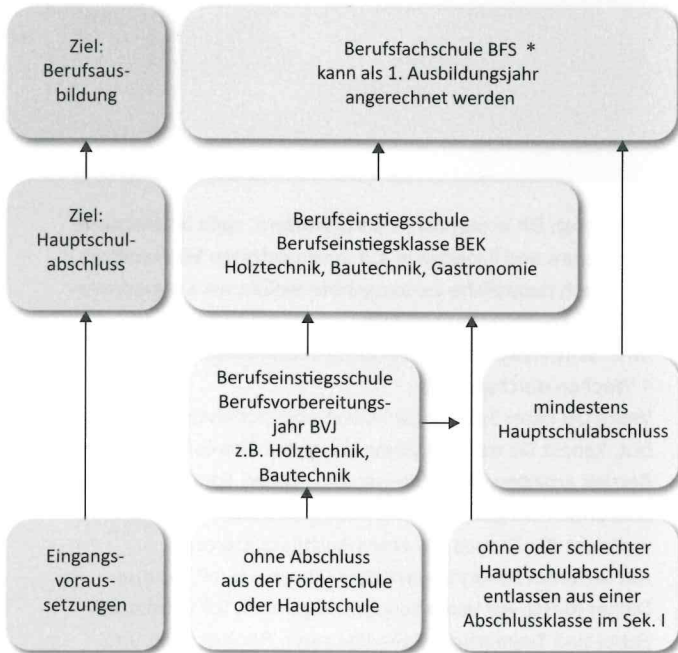 Ziel:
Berufsaus-
bildung
Berufsfachschule BFS *
kann als 1. Ausbildungsjahr
angerechnet werden
Ziel:
Hauptschul-
abschluss
Berufseinstiegsschule
Berufseinstiegsklasse BEK
Holztechnik, Bautechnik, Gastronomie
Berufseinstiegsschule
Berufsvorbereitungs-
jahr BVJ
z.B. Holztechnik,
Bautechnik
mindestens
Hauptschulabschluss
Eingangs-
voraus-
setzungen
ohne Abschluss
aus der Förderschule
oder Hauptschule
ohne oder schlechter
Hauptschulabschluss
entlassen aus einer
Abschlussklasse im Sek. I